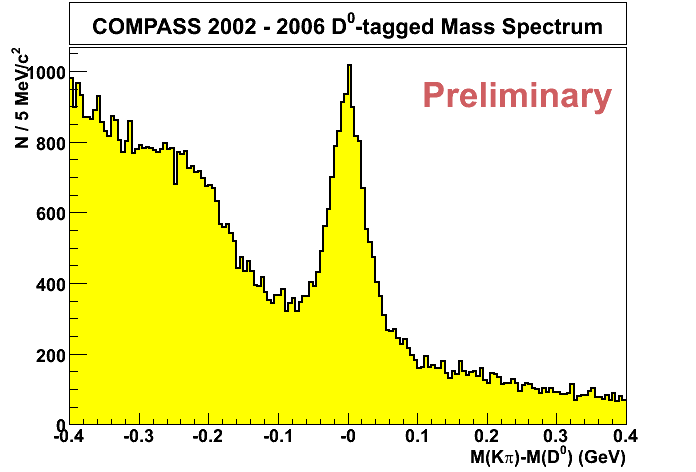 COMPASS 2002 - 2006 D⁰-tagged Mass Spectrum
N / 5 MeV/c²
1000
Preliminary
800
600
400
200
0
-0.4 -0.3 -0.2 -0.1 -0 0.1 0.2 0.3 0.4
M(Kπ)-M(D⁰) (GeV)